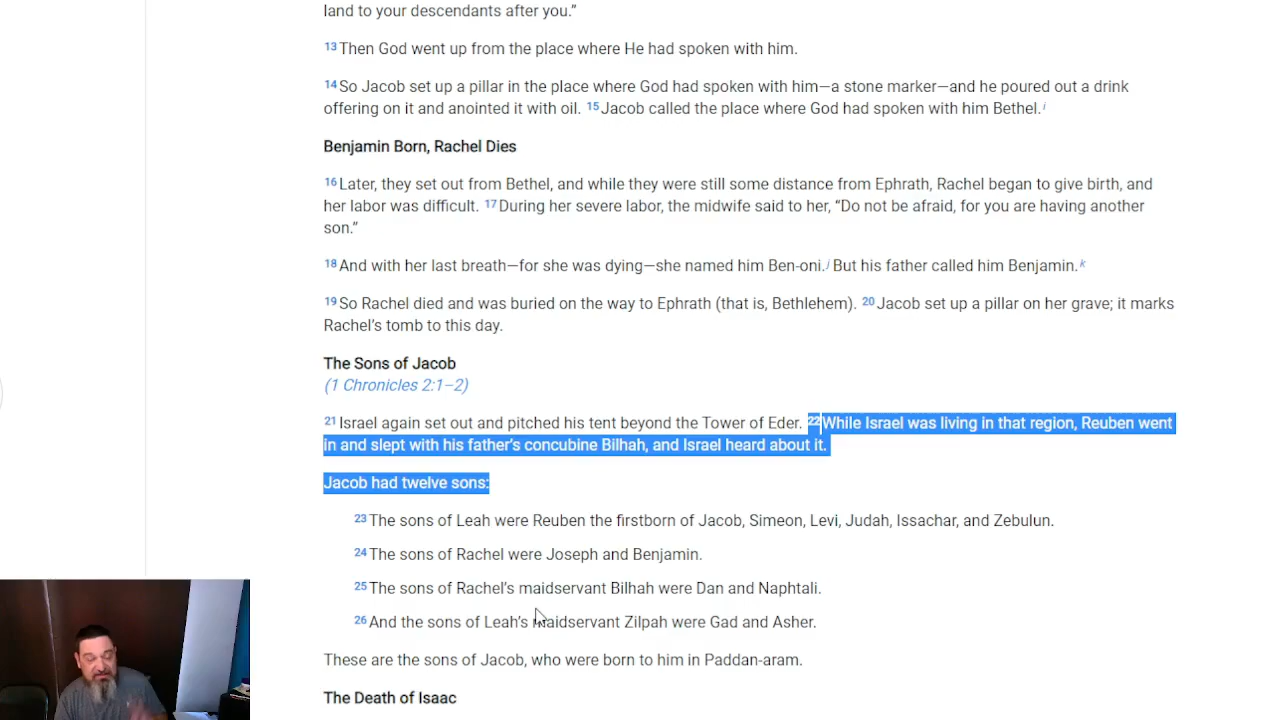 land to your descendants after you.”
13 Then God went up from the place where He had spoken with him.
14 So Jacob set up a pillar in the place where God had spoken with him—a stone marker—and he poured out a drink
offering on it and anointed it with oil. 15 Jacob called the place where God had spoken with him Bethel. i
Benjamin Born, Rachel Dies
16 Later, they set out from Bethel, and while they were still some distance from Ephrath, Rachel began to give birth, and
her labor was difficult. 17 During her severe labor, the midwife said to her, “Do not be afraid, for you are having another
son.”
18 And with her last breath—for she was dying—she named him Ben-oni. j But his father called him Benjamin. k
19 So Rachel died and was buried on the way to Ephrath (that is, Bethlehem). 20 Jacob set up a pillar on her grave; it marks
Rachel’s tomb to this day.
The Sons of Jacob
(1 Chronicles 2:1–2)
21 Israel again set out and pitched his tent beyond the Tower of Eder. 22 While Israel was living in that region, Reuben went
in and slept with his father’s concubine Bilhah, and Israel heard about it.
Jacob had twelve sons:
23 The sons of Leah were Reuben the firstborn of Jacob, Simeon, Levi, Judah, Issachar, and Zebulun.
24 The sons of Rachel were Joseph and Benjamin.
25 The sons of Rachel’s maidservant Bilhah were Dan and Naphtali.
26 And the sons of Leah’s maidservant Zilpah were Gad and Asher.
These are the sons of Jacob, who were born to him in Paddan-aram.
The Death of Isaac